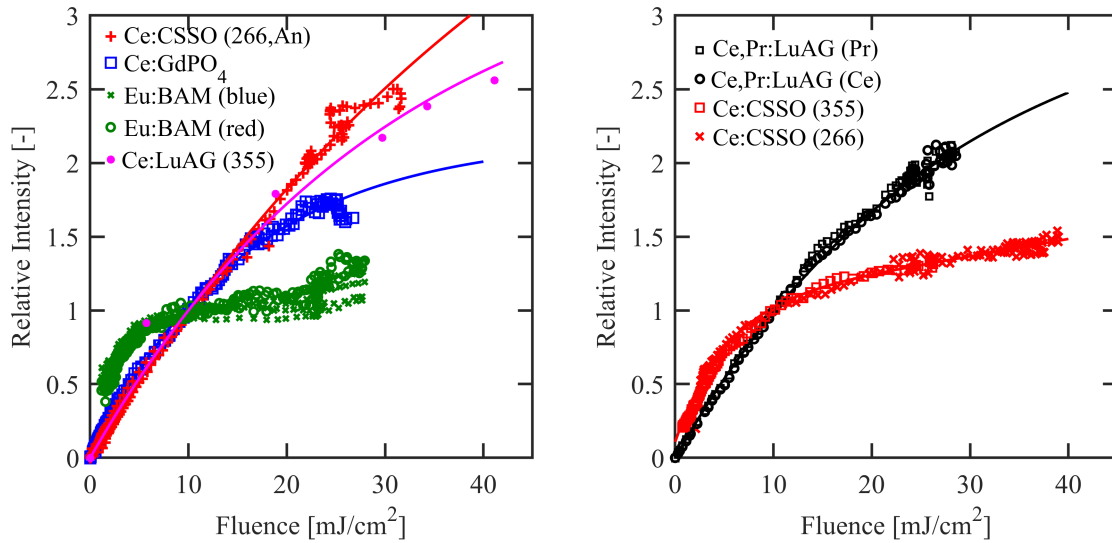 3
2.5
2
1.5
1
0.5
0
Relative Intensity [-]
Ce:CSSO (266,An)
Ce:GdPO₄
Eu:BAM (blue)
Eu:BAM (red)
Ce:LuAG (355)
0 10 20 30 40
Fluence [mJ/cm²]
3
2.5
2
1.5
1
0.5
0
Relative Intensity [-]
Ce,Pr:LuAG (Pr)
Ce,Pr:LuAG (Ce)
Ce:CSSO (355)
Ce:CSSO (266)
0 10 20 30 40
Fluence [mJ/cm²]